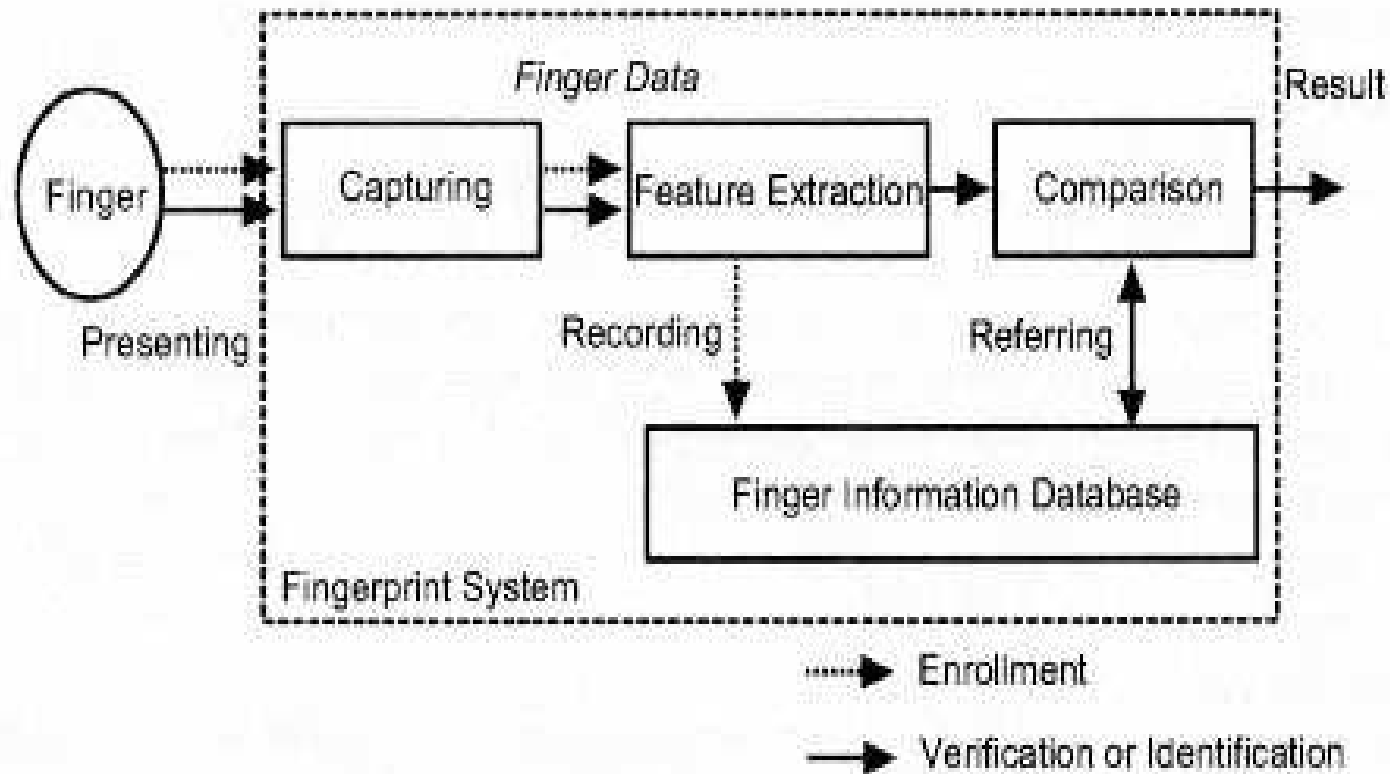 Finger Data
Result
Finger
Capturing
Feature Extraction
Comparison
Presenting
Recording
Referring
Finger Information Database
Fingerprint System
Enrollment
Verification or Identification